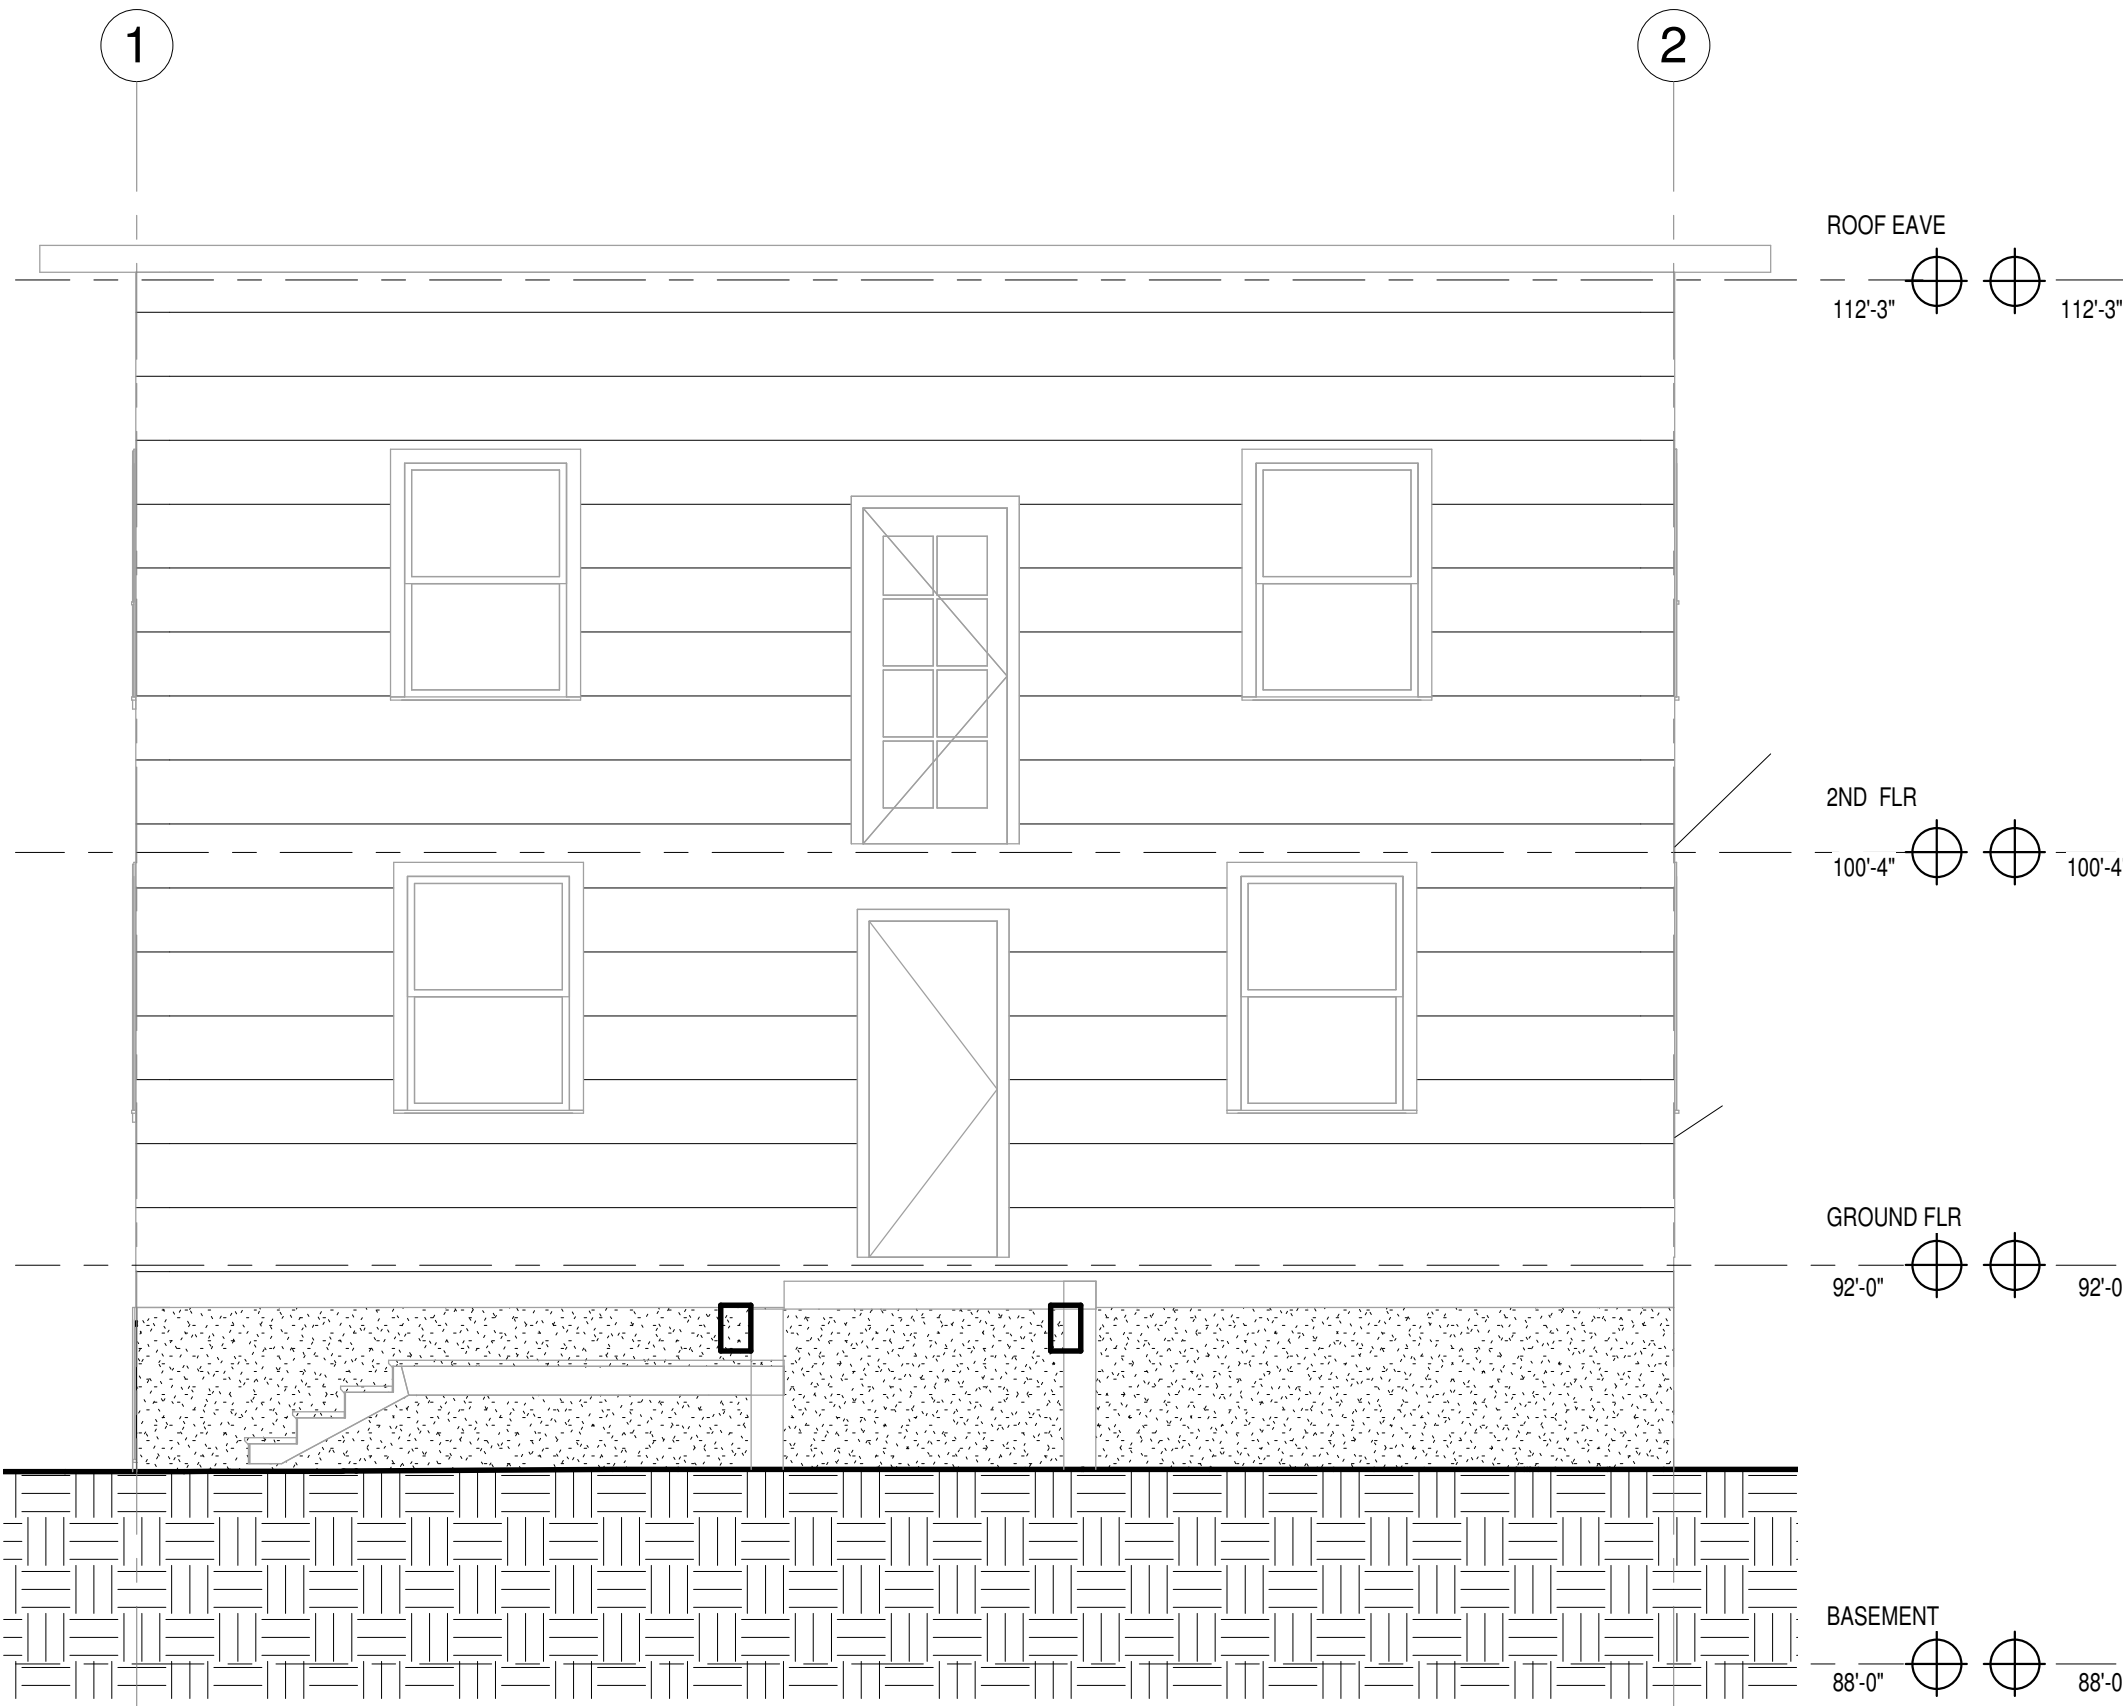 1
2
ROOF EAVE
112'-3" 112'-3"
2ND FLR
100'-4" 100'-4
GROUND FLR
92'-0" 92'-0
BASEMENT
88'-0" 88'-0